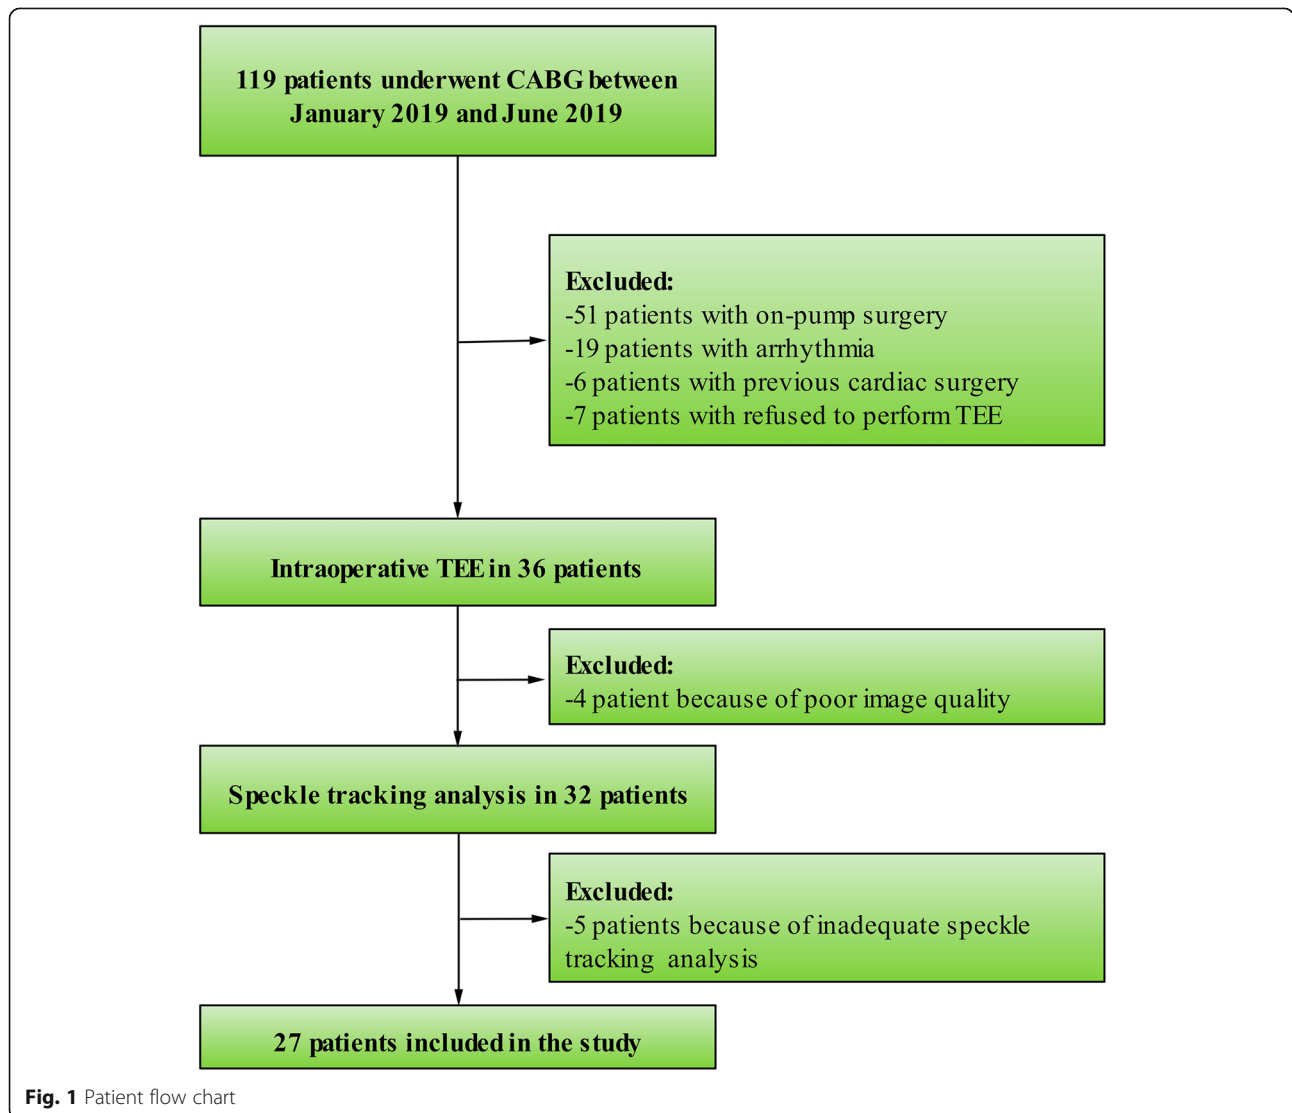 119 patients underwent CABG between
January 2019 and June 2019
Excluded:
-51 patients with on-pump surgery
-19 patients with arrhythmia
-6 patients with previous cardiac surgery
-7 patients with refused to perform TEE
Intraoperative TEE in 36 patients
Excluded:
-4 patient because of poor image quality
Speckle tracking analysis in 32 patients
Excluded:
-5 patients because of inadequate speckle
tracking analysis
27 patients included in the study
Fig. 1 Patient flow chart